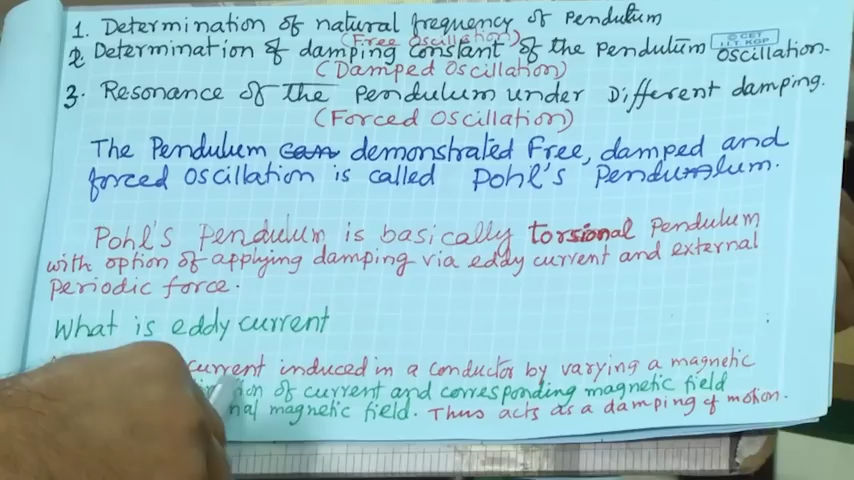 1. Determination of natural frequency of Pendulum
(Free Oscillation)
2. Determination of damping constant of the Pendulum oscillation.
© CET
I.I.T. KGP
(Damped Oscillation)
3. Resonance of the Pendulum under Different damping.
(Forced Oscillation)
The Pendulum can demonstrated Free, damped and
forced oscillation is called Pohl's Pendumlum.
Pohl's Pendulum is basically torsional Pendulum
with option of applying damping via eddy current and external
periodic force.
What is eddy current
current induced in a conductor by varying a magnetic
of current and corresponding magnetic field
magnetic field. Thus acts as a damping of motion.